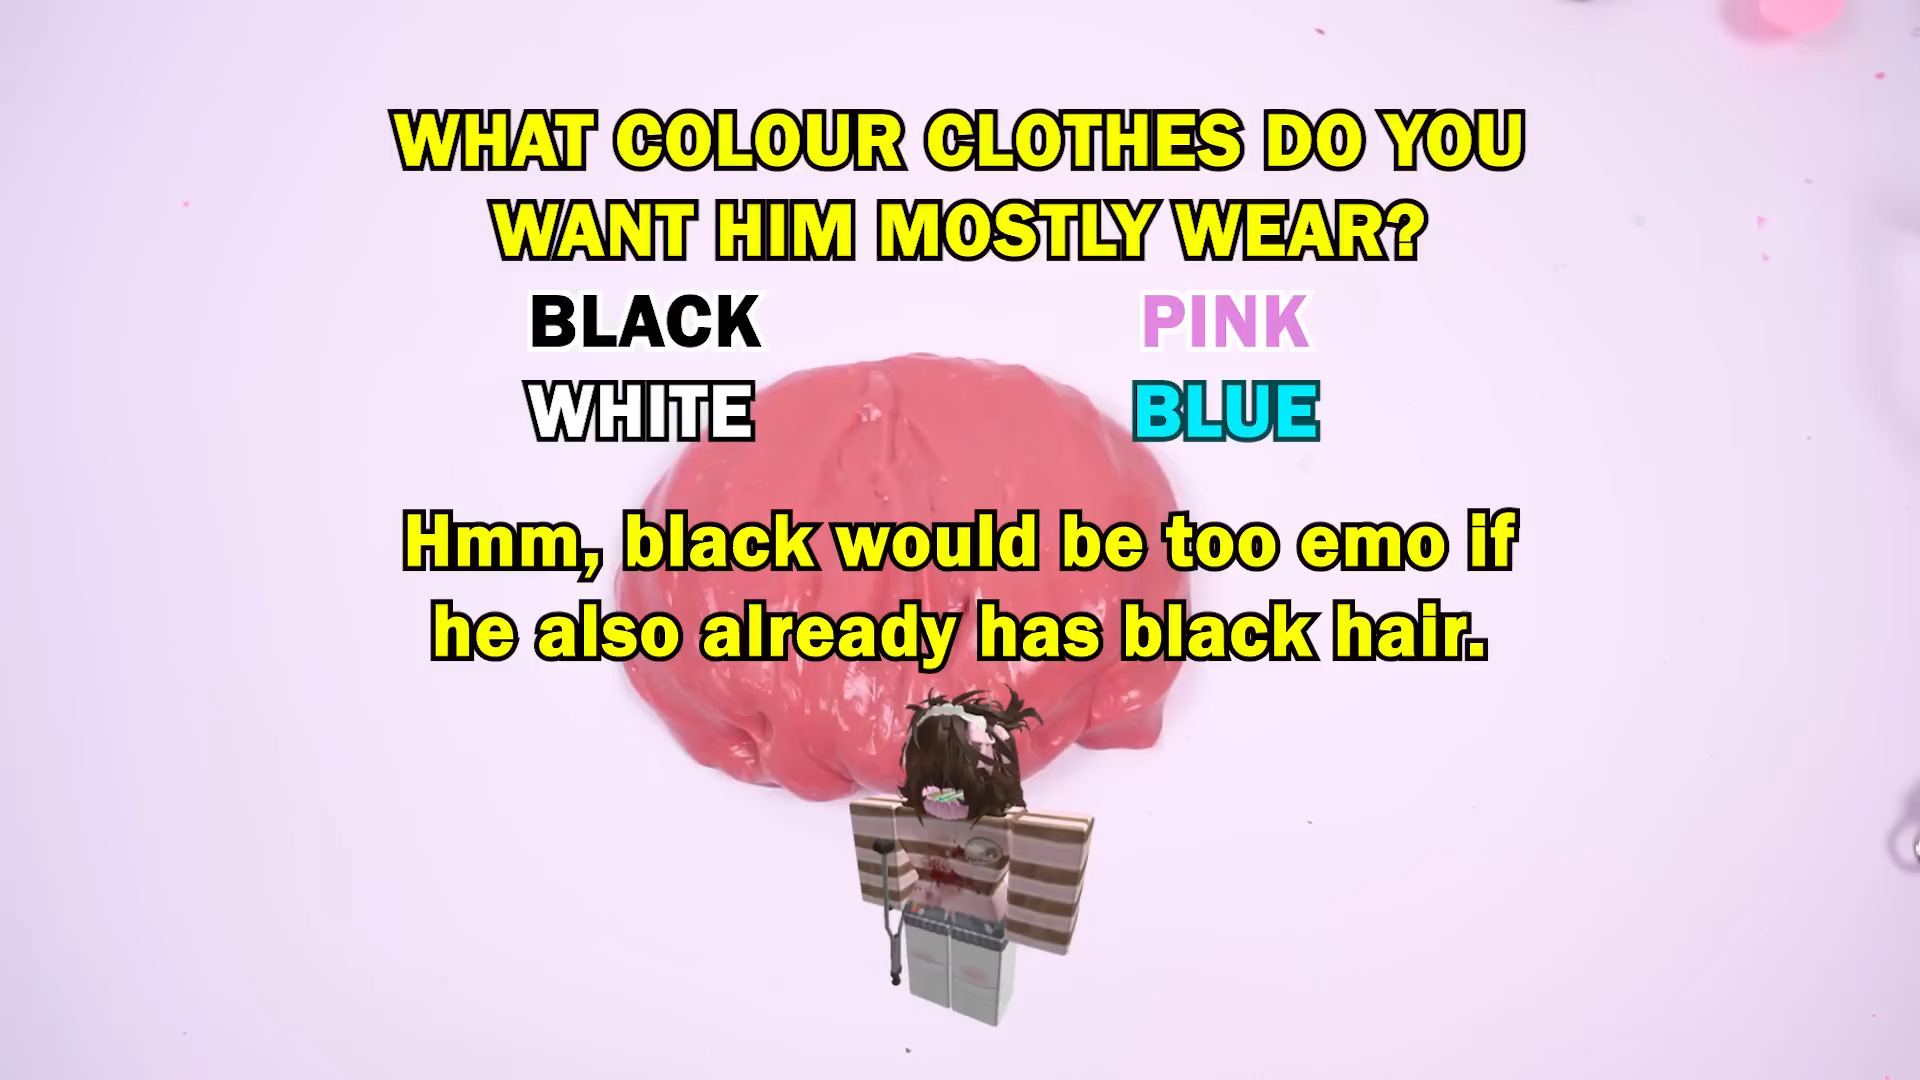 WHAT COLOUR CLOTHES DO YOU
WANT HIM MOSTLY WEAR?
BLACK PINK
WHITE BLUE
Hmm, black would be too emo if
he also already has black hair.